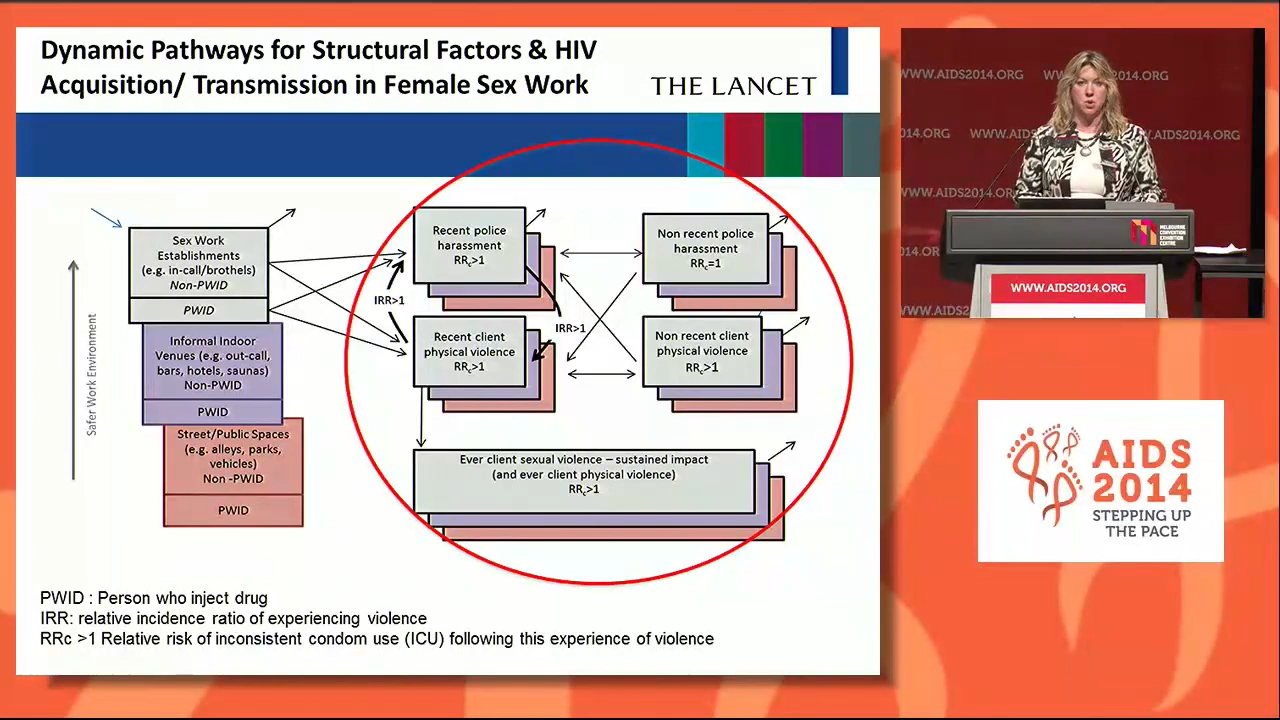 Dynamic Pathways for Structural Factors & HIV
Acquisition/ Transmission in Female Sex Work
THE LANCET
Sex Work
Establishments
(e.g. in-call/brothels)
Non-PWID
PWID
Informal Indoor
Venues (e.g. out-call,
bars, hotels, saunas)
Non-PWID
PWID
Street/Public Spaces
(e.g. alleys, parks,
vehicles)
Non -PWID
PWID
Safer Work Environment
Recent police
harassment
RRc>1
IRR>1
Recent client
physical violence
RRc>1
IRR>1
Non recent police
harassment
RRc=1
Non recent client
physical violence
RRc>1
Ever client sexual violence – sustained impact
(and ever client physical violence)
RRc>1
PWID : Person who inject drug
IRR: relative incidence ratio of experiencing violence
RRc >1 Relative risk of inconsistent condom use (ICU) following this experience of violence
WWW.AIDS2014.ORG WWW.AIDS2014.ORG
014.ORG WWW.AIDS .AIDS2014.ORG
WWW.AIDS2014.ORG
014.ORG
MELBOURNE
CONVENTION
EXHIBITION
CENTRE
WWW.AIDS2014.ORG
AIDS
2014
STEPPING UP
THE PACE